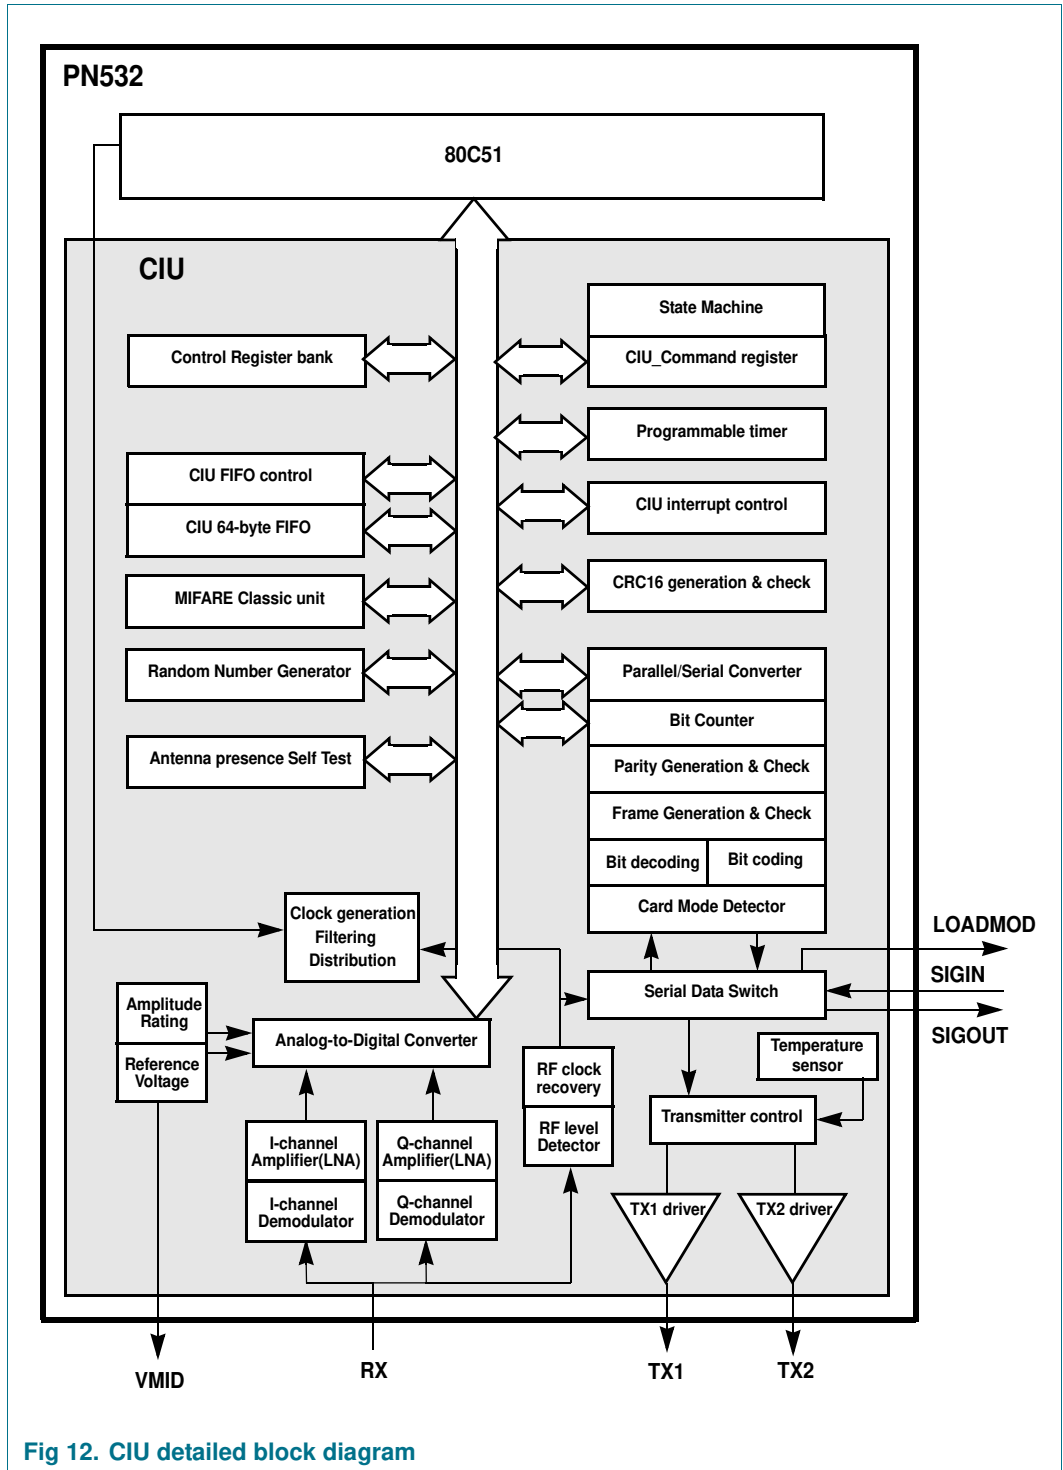 PN532
80C51
CIU
State Machine
Control Register bank
CIU_Command register
Programmable timer
CIU FIFO control
CIU interrupt control
CIU 64-byte FIFO
CRC16 generation & check
MIFARE Classic unit
Random Number Generator
Parallel/Serial Converter
Bit Counter
Antenna presence Self Test
Parity Generation & Check
Frame Generation & Check
Bit decoding
Bit coding
Card Mode Detector
Clock generation
Filtering
Distribution
LOADMOD
SIGIN
SIGOUT
Serial Data Switch
Amplitude
Rating
Reference
Voltage
Analog-to-Digital Converter
RF clock
recovery
RF level
Detector
Temperature
sensor
Transmitter control
I-channel
Amplifier(LNA)
I-channel
Demodulator
Q-channel
Amplifier(LNA)
Q-channel
Demodulator
TX1 driver
TX2 driver
VMID
RX
TX1
TX2
Fig 12. CIU detailed block diagram